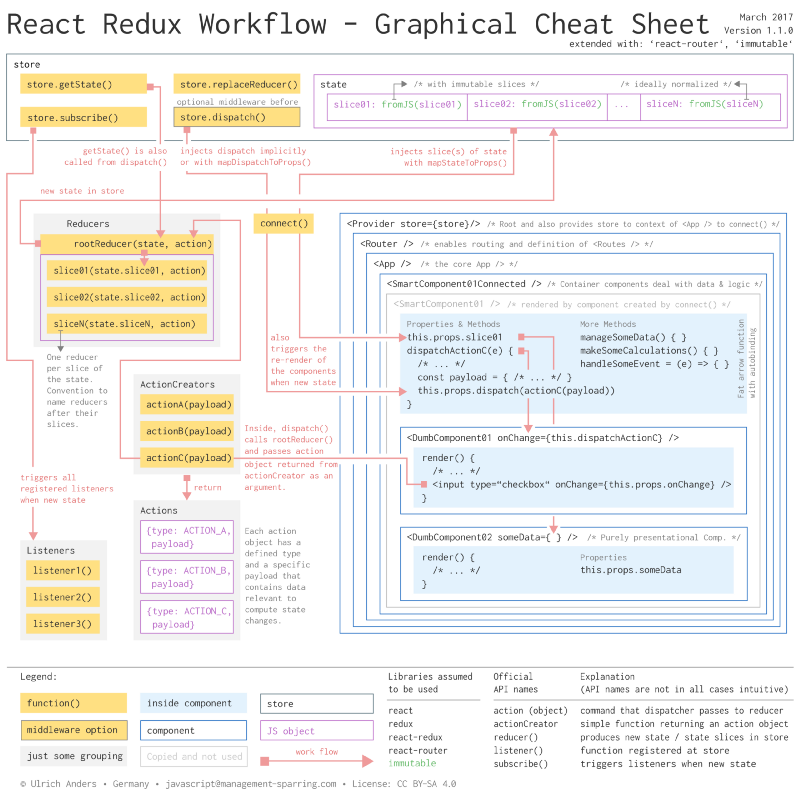 React Redux Workflow – Graphical Cheat Sheet
March 2017
Version 1.1.0
extended with: 'react-router', 'immutable'
store
store.getState()
store.replaceReducer()
optional middleware before
store.subscribe()
store.dispatch()
state
/* with immutable slices */
/* ideally normalized */
slice01: fromJS(slice01)
slice02: fromJS(slice02)
...
sliceN: fromJS(sliceN)
getState() is also
called from dispatch()
injects dispatch implicitly
or with mapDispatchToProps()
injects slice(s) of state
with mapStateToProps()
new state in store
Reducers
rootReducer(state, action)
slice01(state.slice01, action)
slice02(state.slice02, action)
sliceN(state.sliceN, action)
One reducer
per slice of
the state.
Convention to
name reducers
after their
slices.
connect()
also
triggers the
re-render of
the components
when new state
ActionCreators
actionA(payload)
actionB(payload)
actionC(payload)
Inside, dispatch()
calls rootReducer()
and passes action
object returned from
actionCreator as an
argument.
return
triggers all
registered listeners
when new state
Listeners
listener1()
listener2()
listener3()
Actions
{type: ACTION_A,
payload}
{type: ACTION_B,
payload}
{type: ACTION_C,
payload}
Each action
object has a
defined type
and a specific
payload that
contains data
relevant to
compute state
changes.
<Provider store={store}/> /* Root and also provides store to context of <App /> to connect() */
<Router /> /* enables routing and definition of <Routes /> */
<App /> /* the core App /> */
<SmartComponent01Connected /> /* Container components deal with data & logic */
<SmartComponent01 /> /* rendered by component created by connect() */
Properties & Methods
this.props.slice01
dispatchActionC(e) {
/* ... */
const payload = { /* ... */ }
this.props.dispatch(actionC(payload))
}
More Methods
manageSomeData() { }
makeSomeCalculations() { }
handleSomeEvent = (e) => { }
Fat arrow function
with autobinding
<DumbComponent01 onChange={this.dispatchActionC} />
render() {
/* ... */
<input type="checkbox" onChange={this.props.onChange} />
}
<DumbComponent02 someData={ } /> /* Purely presentational Comp. */
render() {
/* ... */
}
Properties
this.props.someData
Legend:
function()
inside component
store
middleware option
component
JS object
just some grouping
Copied and not used
work flow
Libraries assumed
to be used
react
redux
react-redux
react-router
immutable
Official
API names
action (object)
actionCreator
reducer()
listener()
subscribe()
Explanation
(API names are not in all cases intuitive)
command that dispatcher passes to reducer
simple function returning an action object
produces new state / state slices in store
function registered at store
triggers listeners when new state
© Ulrich Anders • Germany • javascript@management-sparring.com • License: CC BY-SA 4.0